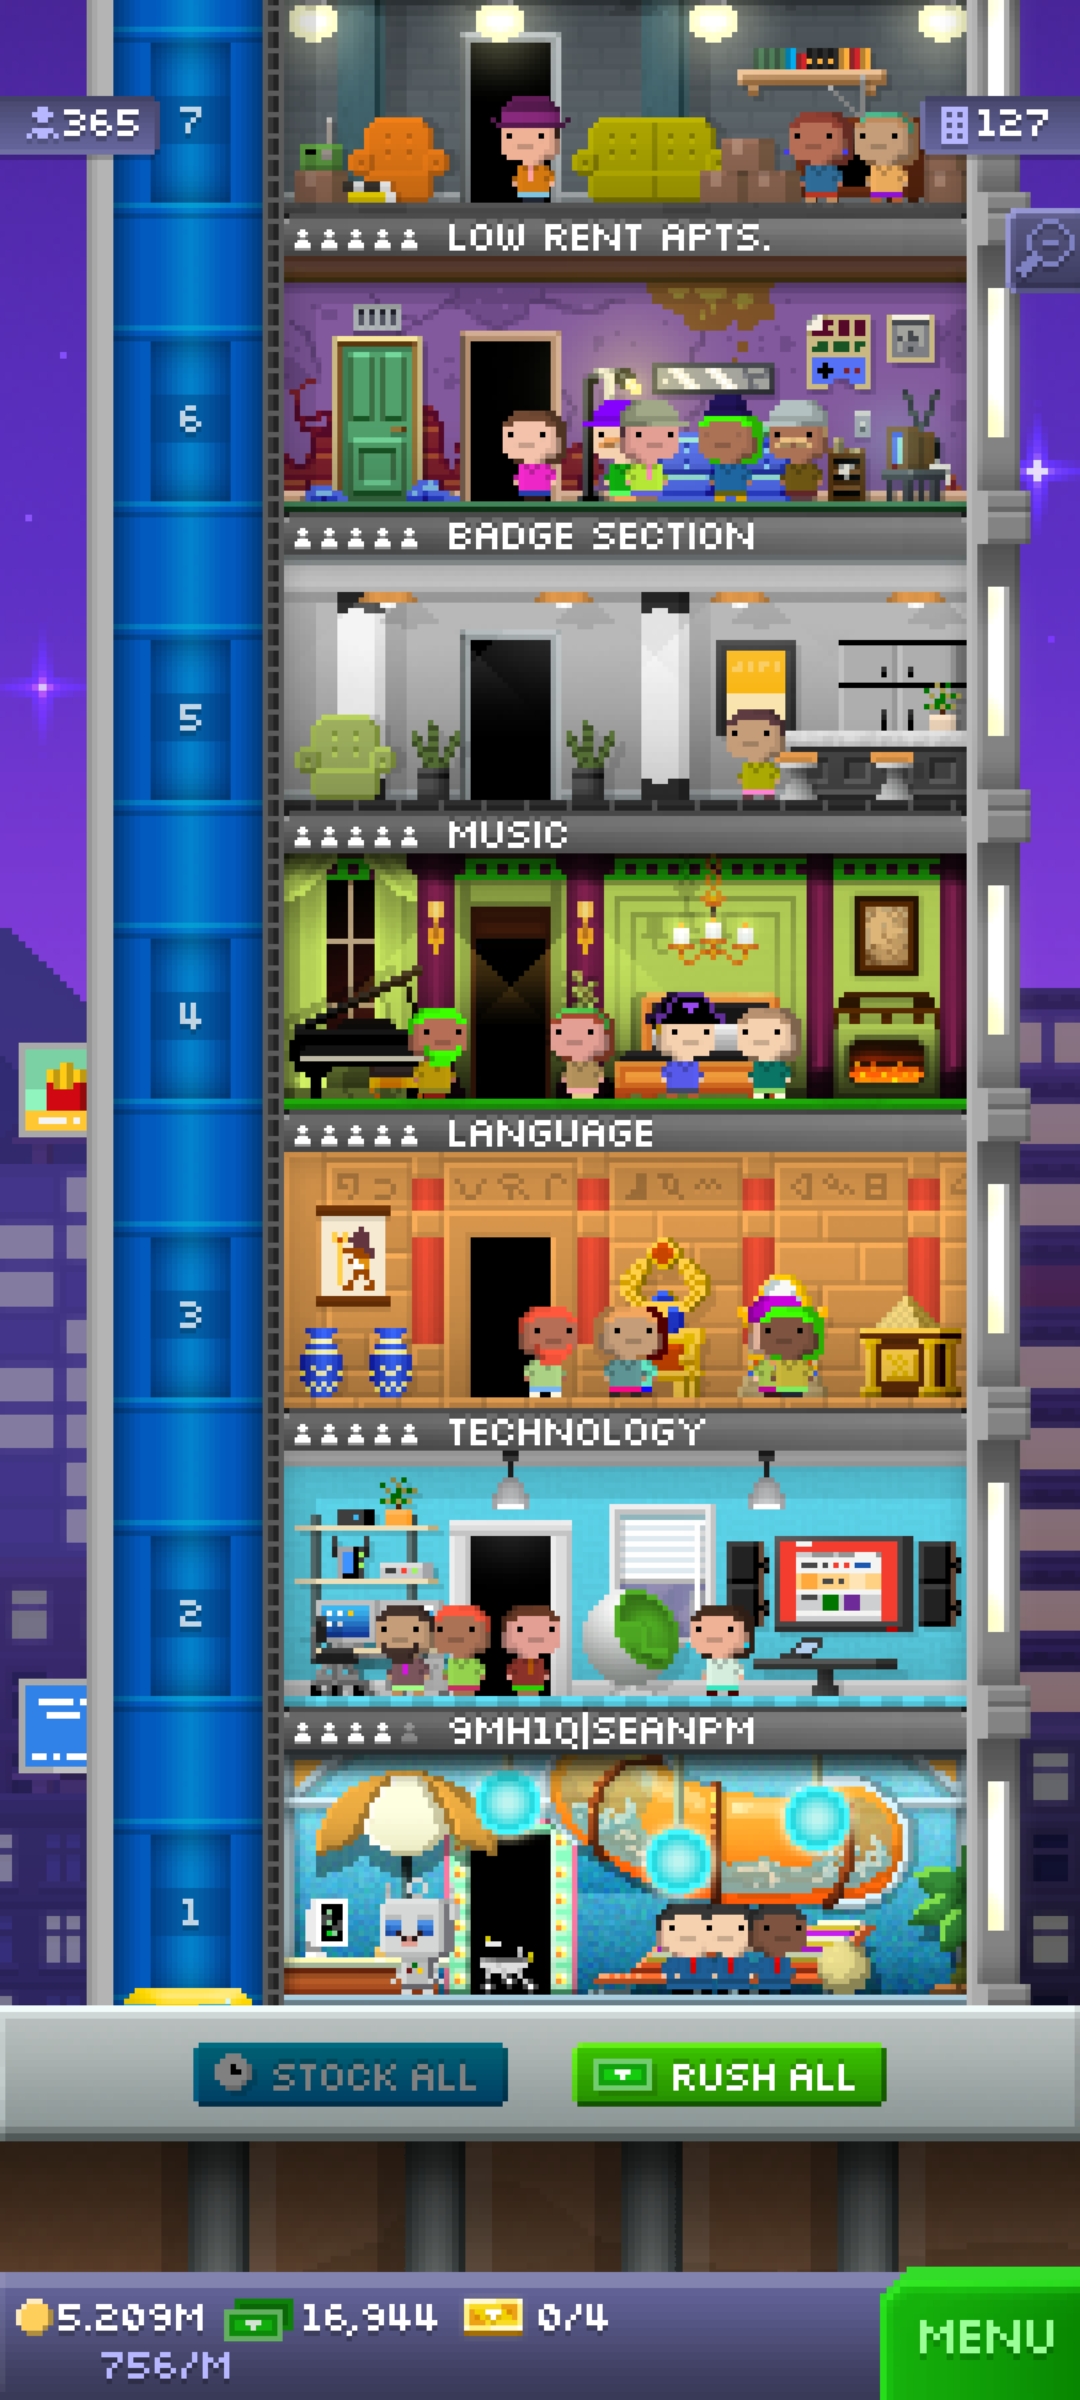 7
365
127
LOW RENT APTS.
6
BADGE SECTION
5
MUSIC
4
LANGUAGE
3
TECHNOLOGY
2
9MH1Q|SEANPM
1
STOCK ALL
RUSH ALL
5.209M
16,944
0/4
756/M
MENU